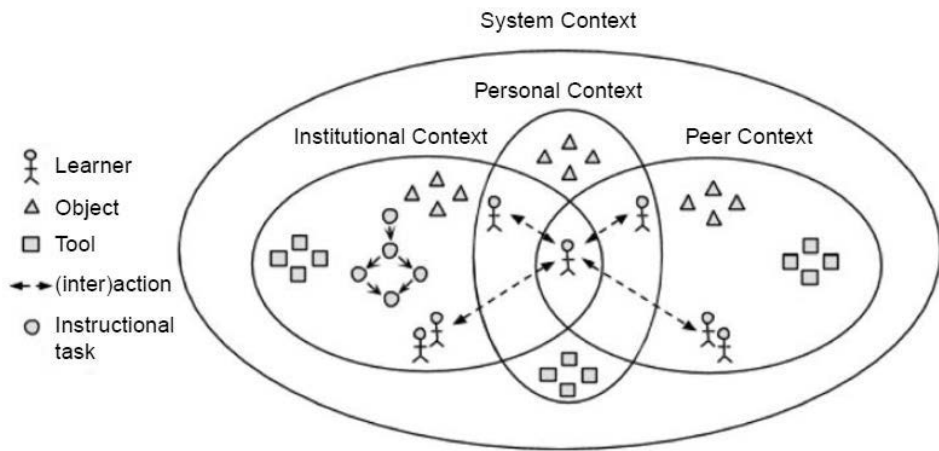 System Context
Personal Context
Institutional Context
Peer Context
Learner
Object
Tool
(inter)action
Instructional
task